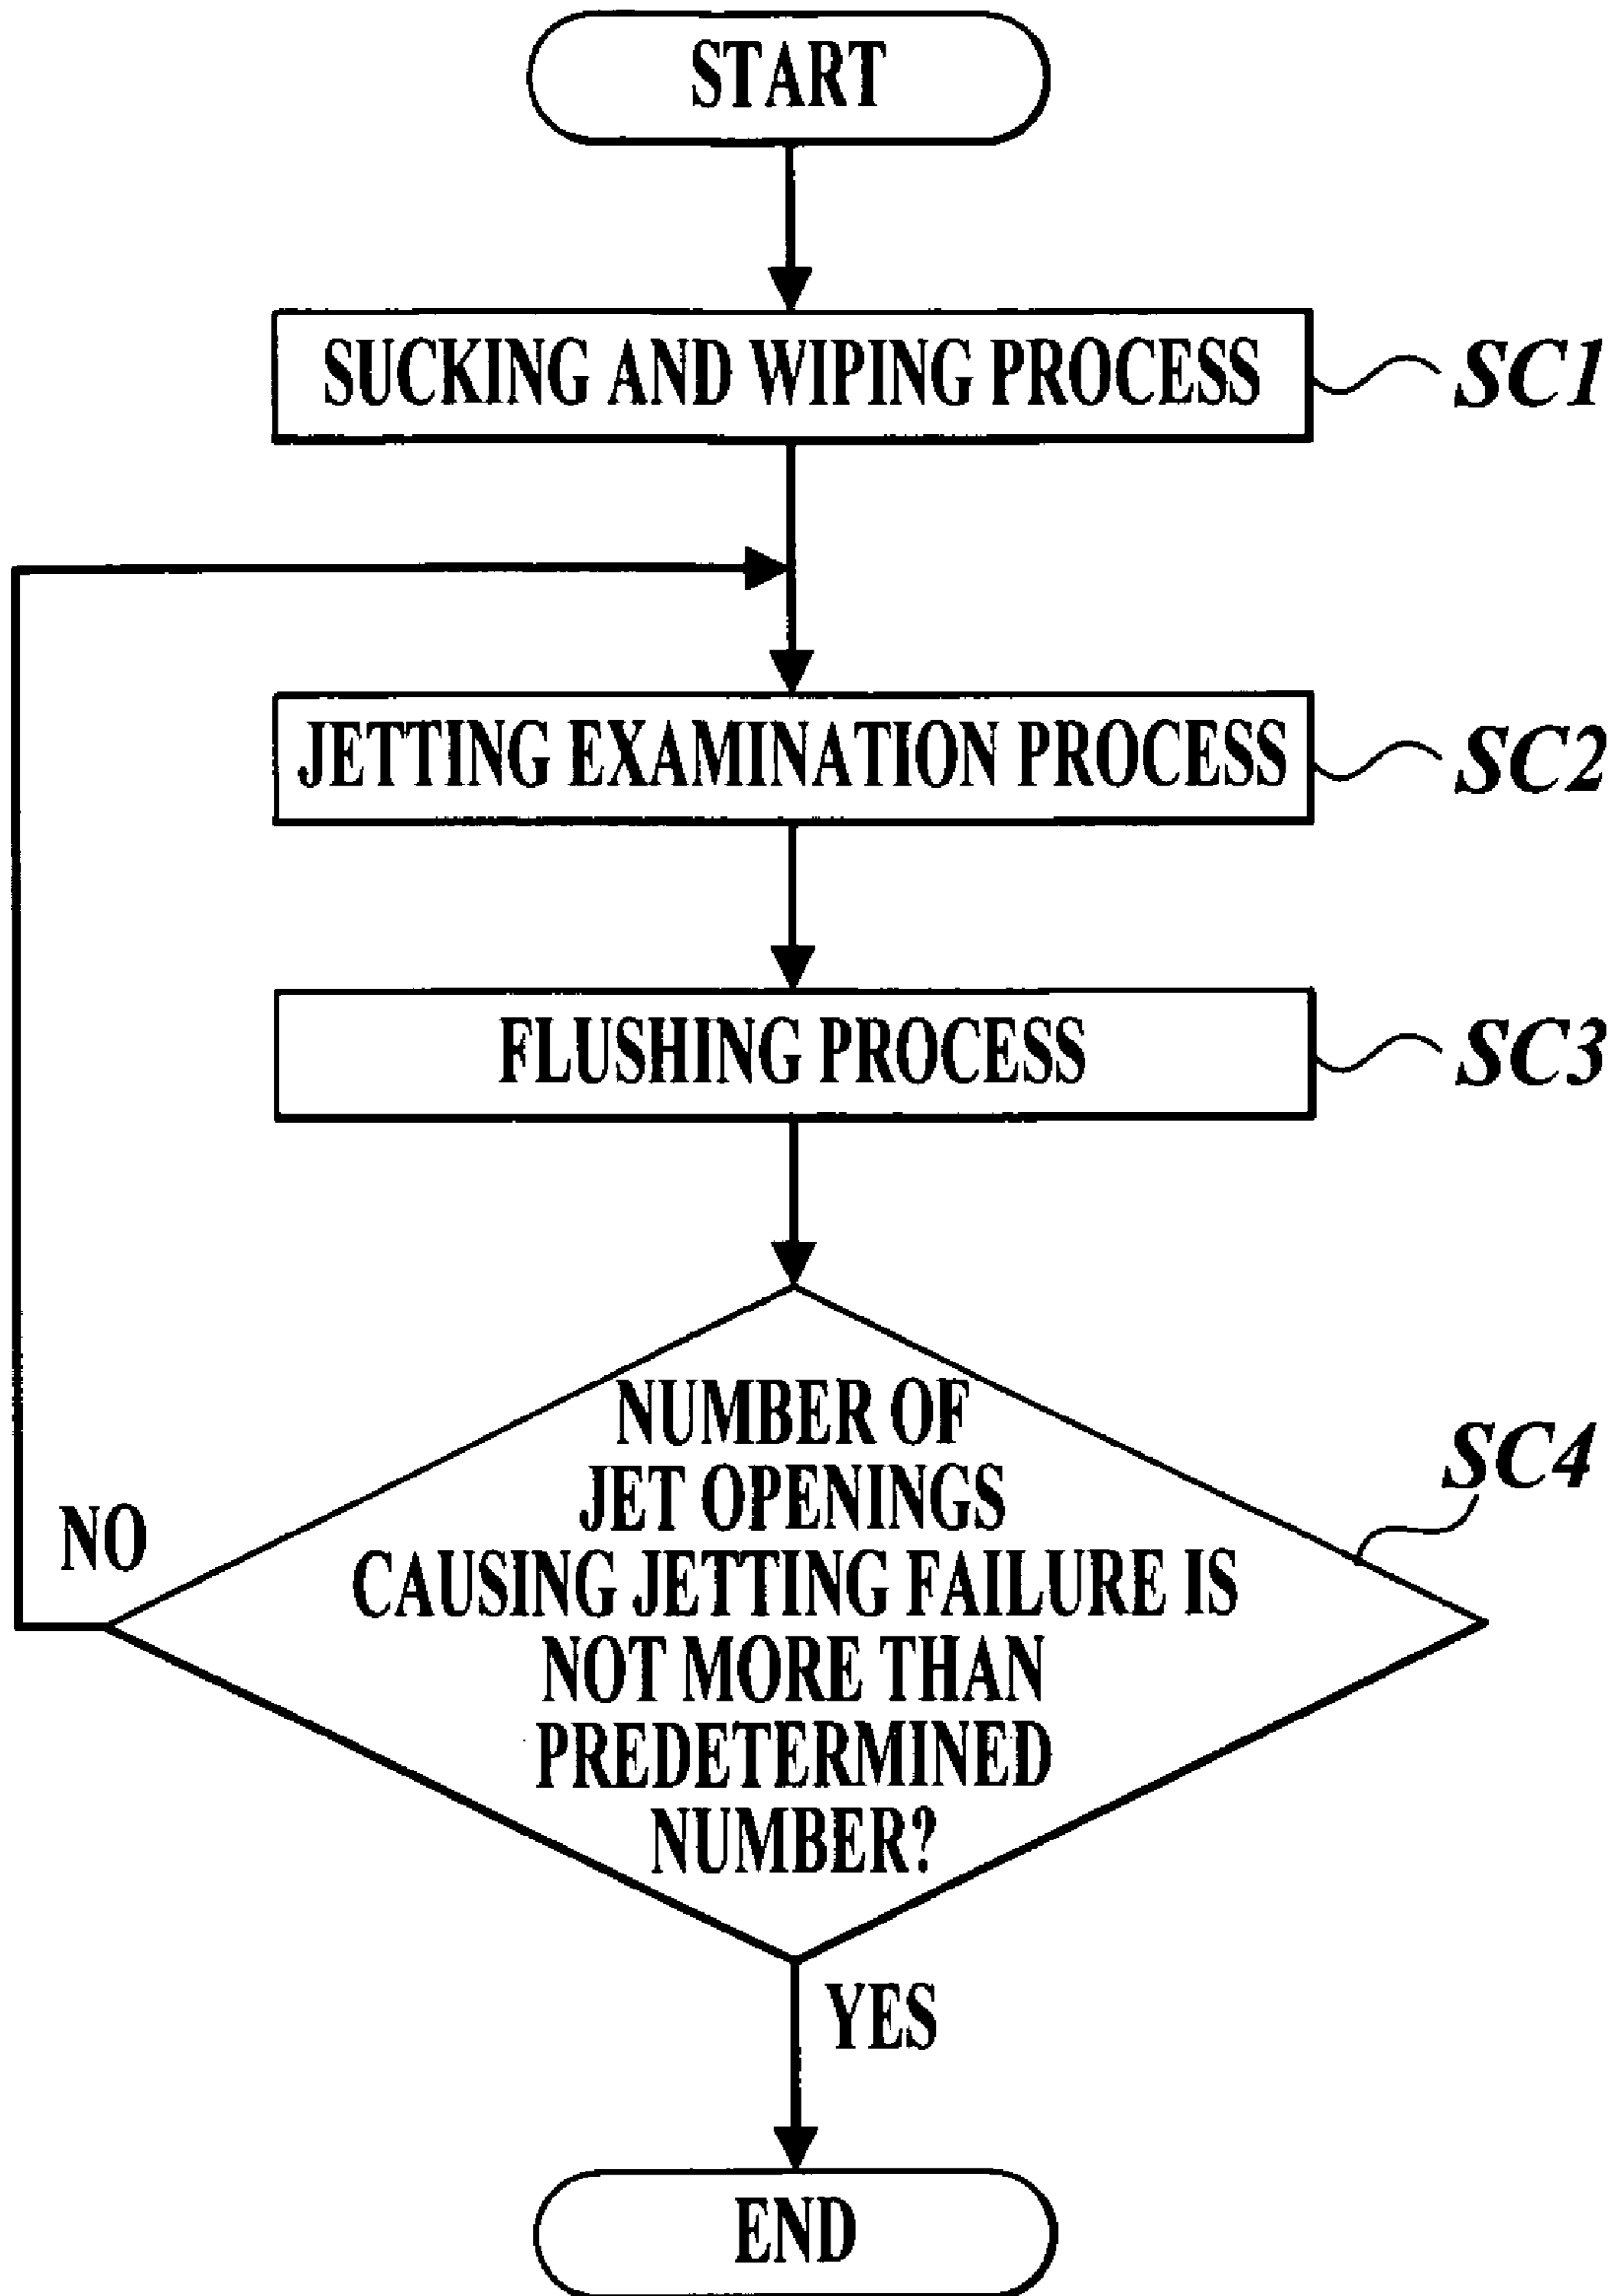 START
SUCKING AND WIPING PROCESS
SC1
JETTING EXAMINATION PROCESS
SC2
FLUSHING PROCESS
SC3
NUMBER OF
JET OPENINGS
CAUSING JETTING FAILURE IS
NOT MORE THAN
PREDETERMINED
NUMBER?
SC4
NO
YES
END